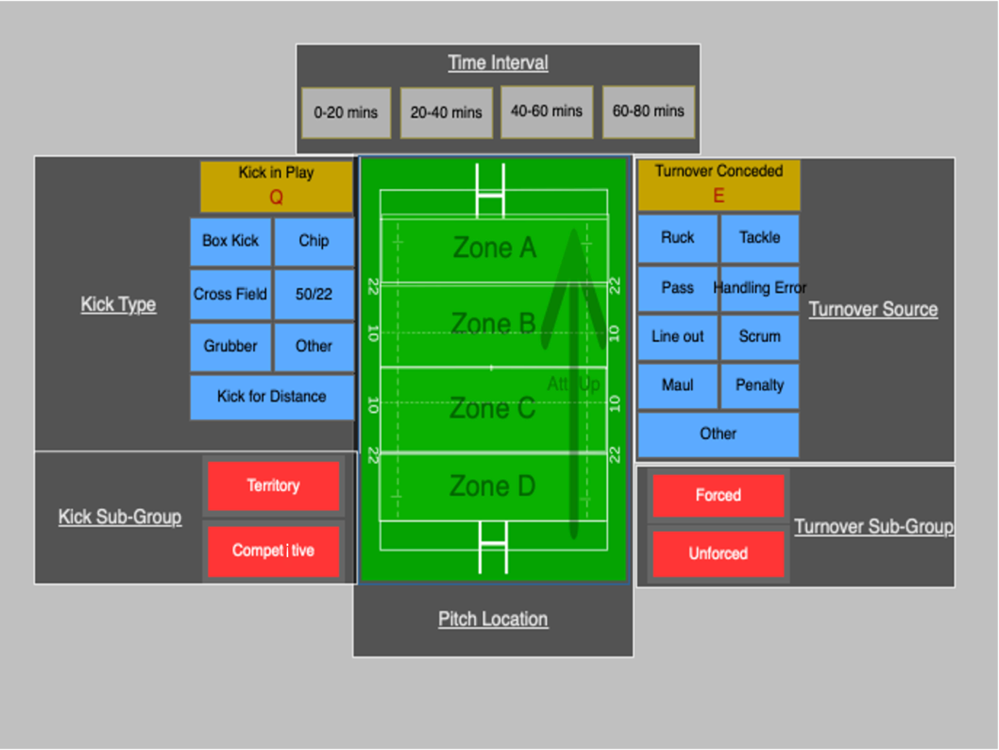 Time Interval
0-20 mins
20-40 mins
40-60 mins
60-80 mins
Kick in Play
Q
Box Kick
Chip
Cross Field
50/22
Grubber
Other
Kick for Distance
Kick Type
Territory
Competitive
Kick Sub-Group
Zone A
22
22
Zone B
10
10
Att Up
Zone C
10
10
22
22
Zone D
Pitch Location
Turnover Conceded
E
Ruck
Tackle
Pass
Handling Error
Line out
Scrum
Maul
Penalty
Other
Turnover Source
Forced
Unforced
Turnover Sub-Group